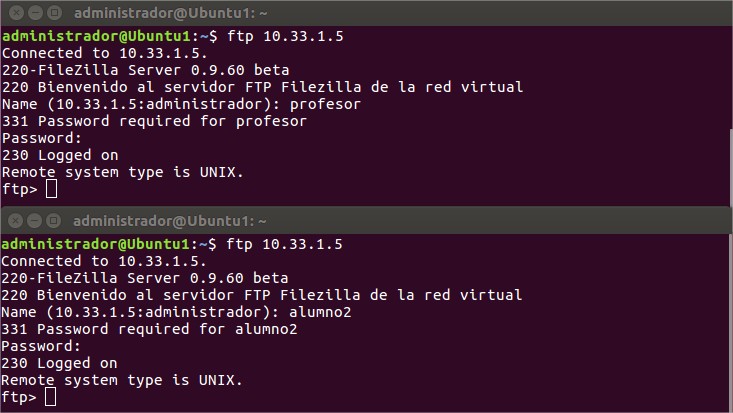 administrador@Ubuntu1: ~
administrador@Ubuntu1:~$ ftp 10.33.1.5
Connected to 10.33.1.5.
220-FileZilla Server 0.9.60 beta
220 Bienvenido al servidor FTP Filezilla de la red virtual
Name (10.33.1.5:administrador): profesor
331 Password required for profesor
Password:
230 Logged on
Remote system type is UNIX.
ftp>
administrador@Ubuntu1: ~
administrador@Ubuntu1:~$ ftp 10.33.1.5
Connected to 10.33.1.5.
220-FileZilla Server 0.9.60 beta
220 Bienvenido al servidor FTP Filezilla de la red virtual
Name (10.33.1.5:administrador): alumno2
331 Password required for alumno2
Password:
230 Logged on
Remote system type is UNIX.
ftp>